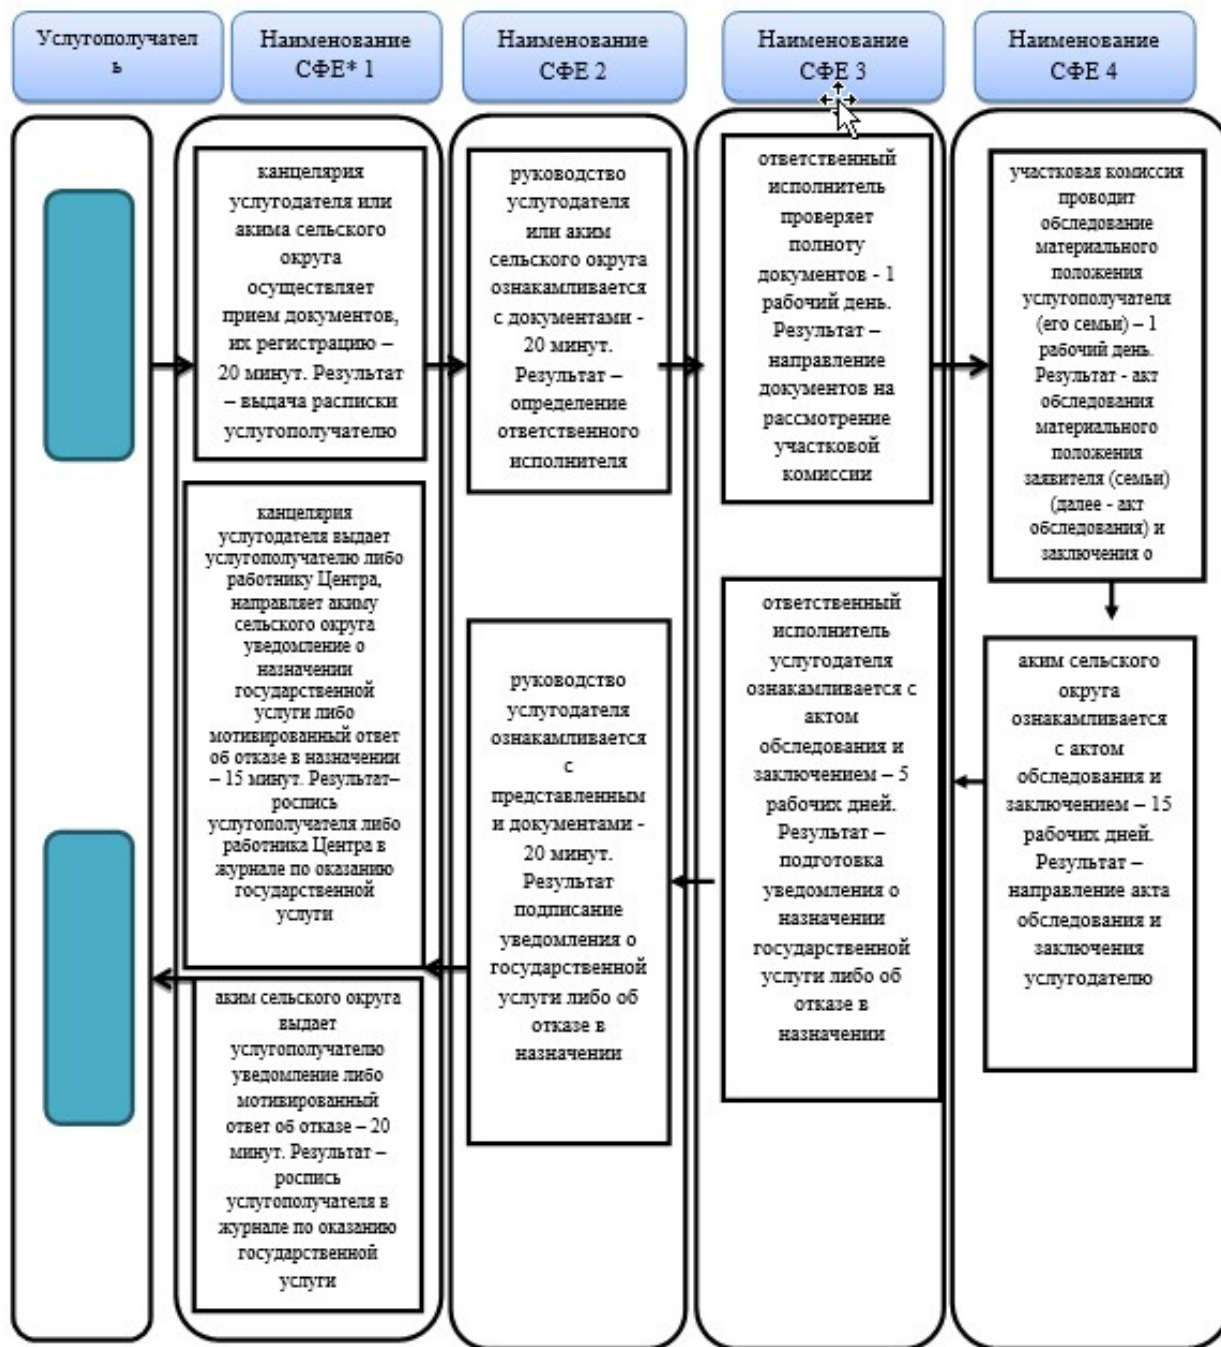 Услугополучател
ь
Наименование
СФЕ* 1
Наименование
СФЕ 2
Наименование
СФЕ 3
Наименование
СФЕ 4
канцелярия
услугодателя или
акима сельского
округа
осуществляет
прием документов,
их регистрацию –
20 минут. Результат
– выдача расписки
услугополучателю
руководство
услугодателя
или аким
сельского округа
ознакамливается
с документами -
20 минут.
Результат –
определение
ответственного
исполнителя
ответственный
исполнитель
проверяет
полноту
документов - 1
рабочий день.
Результат –
направление
документов на
рассмотрение
участковой
комиссии
участковая комиссия
проводит
обследование
материального
положения
услугополучателя
(его семьи) – 1
рабочий день.
Результат - акт
обследования
материального
положения
заявителя (семьи)
(далее - акт
обследования) и
заключения о
канцелярия
услугодателя выдает
услугополучателю либо
работнику Центра,
направляет акиму
сельского округа
уведомление о
назначении
государственной
услуги либо
мотивированный ответ
об отказе в назначении
– 15 минут. Результат–
роспись
услугополучателя либо
работника Центра в
журнале по оказанию
государственной
услуги
руководство
услугодателя
ознакамливается
с
представленным
и документами -
20 минут.
Результат
подписание
уведомления о
государственной
услуги либо об
отказе в
назначении
ответственный
исполнитель
услугодателя
ознакамливается с
актом
обследования и
заключением – 5
рабочих дней.
Результат –
подготовка
уведомления о
назначении
государственной
услуги либо об
отказе в
назначении
аким сельского
округа
ознакамливается
с актом
обследования и
заключением – 15
рабочих дней.
Результат –
направление акта
обследования и
заключения
услугодателю
аким сельского округа
выдает
услугополучателю
уведомление либо
мотивированный
ответ об отказе – 20
минут. Результат –
роспись
услугополучателя в
журнале по оказанию
государственной
услуги